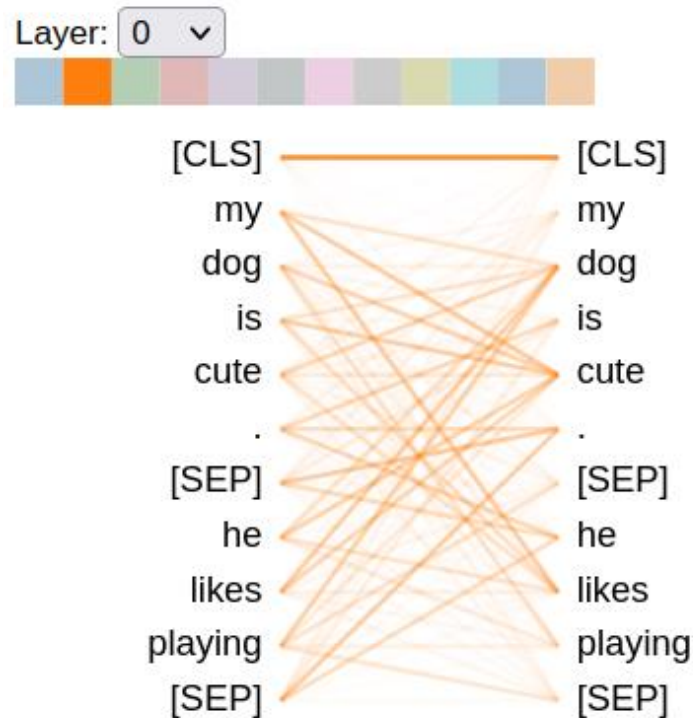 Layer: 0
[CLS] [CLS]
my my
dog dog
is is
cute cute
. .
[SEP] [SEP]
he he
likes likes
playing playing
[SEP] [SEP]